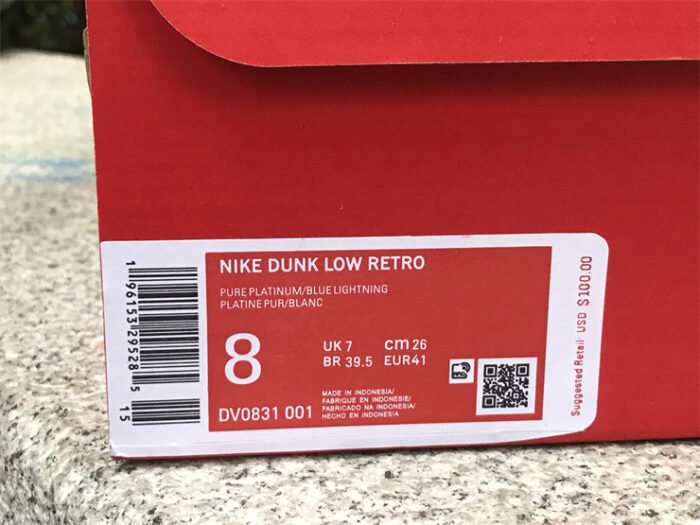 NIKE DUNK LOW RETRO
PURE PLATINUM/BLUE LIGHTNING
PLATINE PUR/BLANC
8
UK 7 cm 26
BR 39.5 EUR 41
DV0831 001
MADE IN INDONESIA/
FABRIQUE EN INDONESIE/
FABRICADO NA INDONESIA/
HECHO EN INDONESIA
1 96153 29528 5
15
Suggested Retail USD $100.00